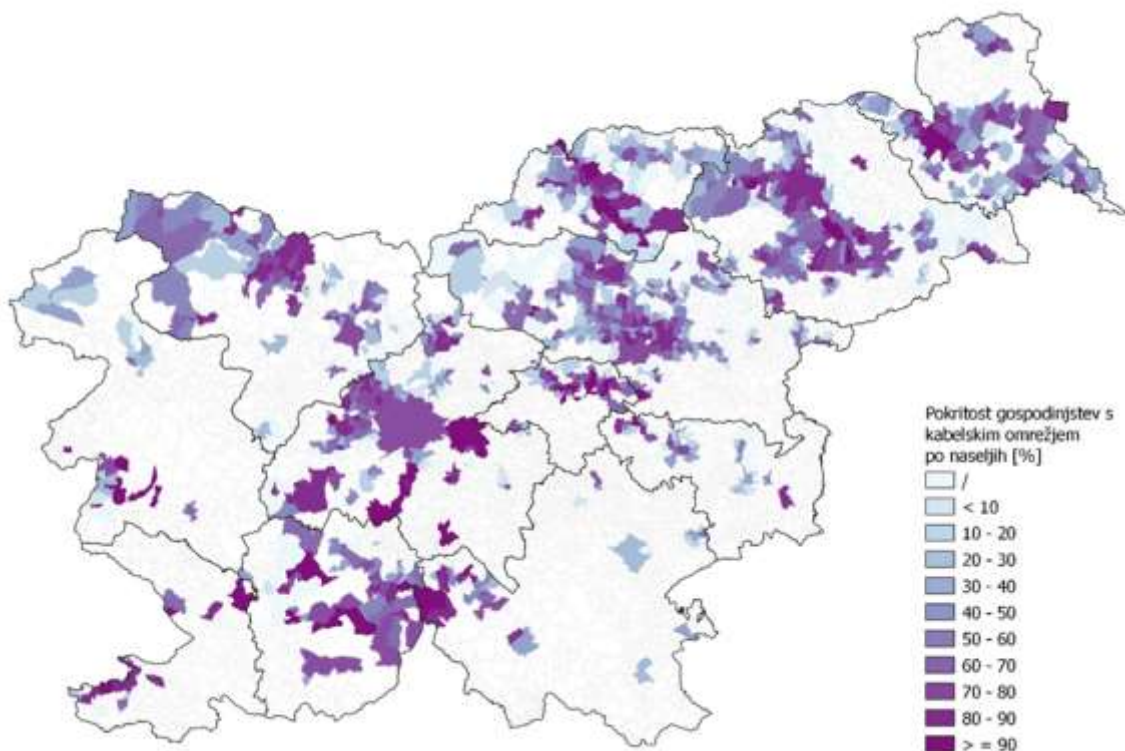 Pokritost gospodinjstev s
kabelskim omrežjem
po naseljih [%]
/
< 10
10 - 20
20 - 30
30 - 40
40 - 50
50 - 60
60 - 70
70 - 80
80 - 90
> = 90